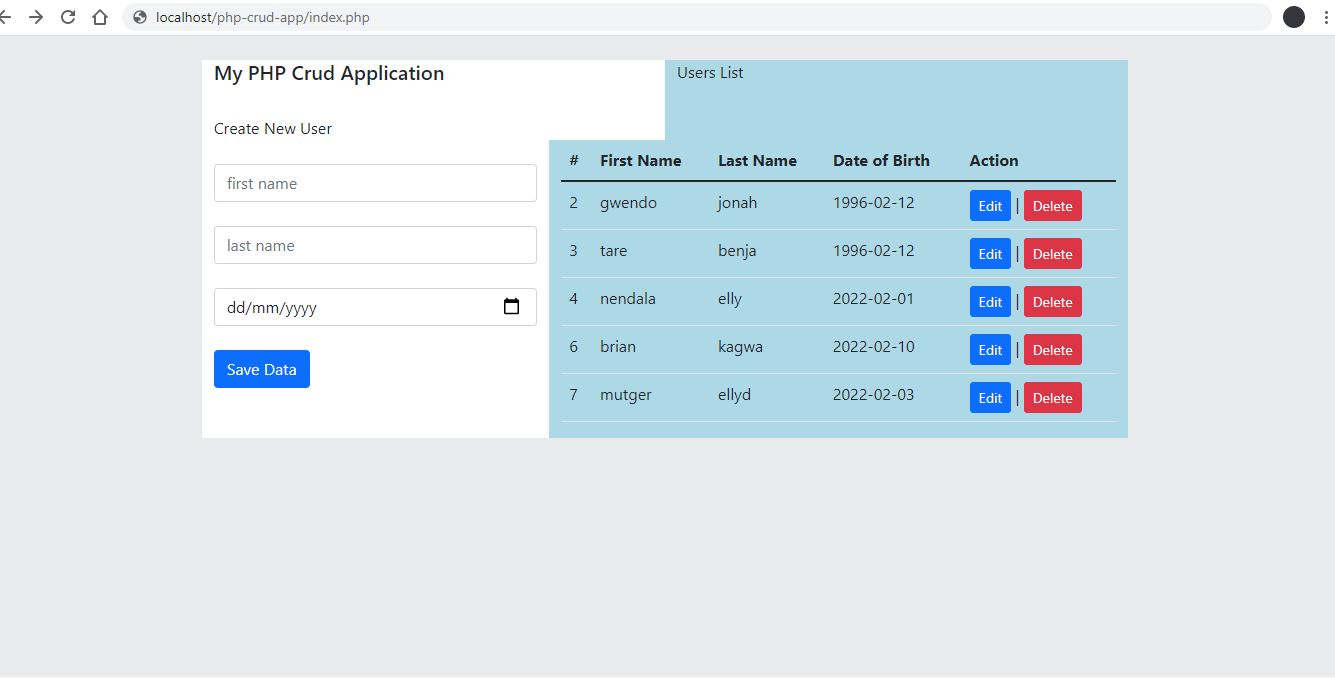 localhost/php-crud-app/index.php
My PHP Crud Application
Users List
Create New User
first name
last name
dd/mm/yyyy
Save Data
# First Name Last Name Date of Birth Action
2 gwendo jonah 1996-02-12 Edit | Delete
3 tare benja 1996-02-12 Edit | Delete
4 nendala elly 2022-02-01 Edit | Delete
6 brian kagwa 2022-02-10 Edit | Delete
7 mutger ellyd 2022-02-03 Edit | Delete